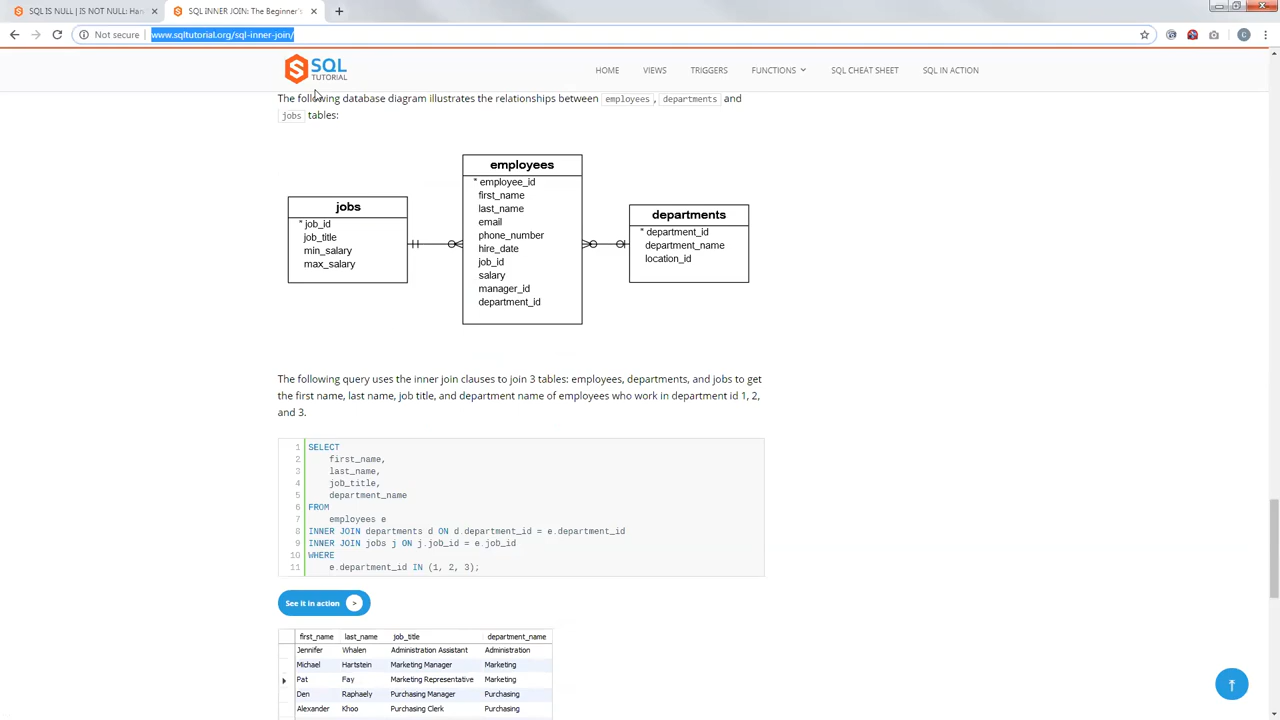 SQL IS NULL | IS NOT NULL: Han
SQL INNER JOIN: The Beginner's
Not secure
www.sqltutorial.org/sql-inner-join/
C
SQL
TUTORIAL
HOME
VIEWS
TRIGGERS
FUNCTIONS
SQL CHEAT SHEET
SQL IN ACTION
The following database diagram illustrates the relationships between employees, departments and
jobs tables:
jobs
* job_id
job_title
min_salary
max_salary
employees
* employee_id
first_name
last_name
email
phone_number
hire_date
job_id
salary
manager_id
department_id
departments
* department_id
department_name
location_id
The following query uses the inner join clauses to join 3 tables: employees, departments, and jobs to get
the first name, last name, job title, and department name of employees who work in department id 1, 2,
and 3.
1 SELECT
2 first_name,
3 last_name,
4 job_title,
5 department_name
6 FROM
7 employees e
8 INNER JOIN departments d ON d.department_id = e.department_id
9 INNER JOIN jobs j ON j.job_id = e.job_id
10 WHERE
11 e.department_id IN (1, 2, 3);
See it in action >
first_name last_name job_title department_name
Jennifer Whalen Administration Assistant Administration
Michael Hartstein Marketing Manager Marketing
Pat Fay Marketing Representative Marketing
Den Raphaely Purchasing Manager Purchasing
Alexander Khoo Purchasing Clerk Purchasing